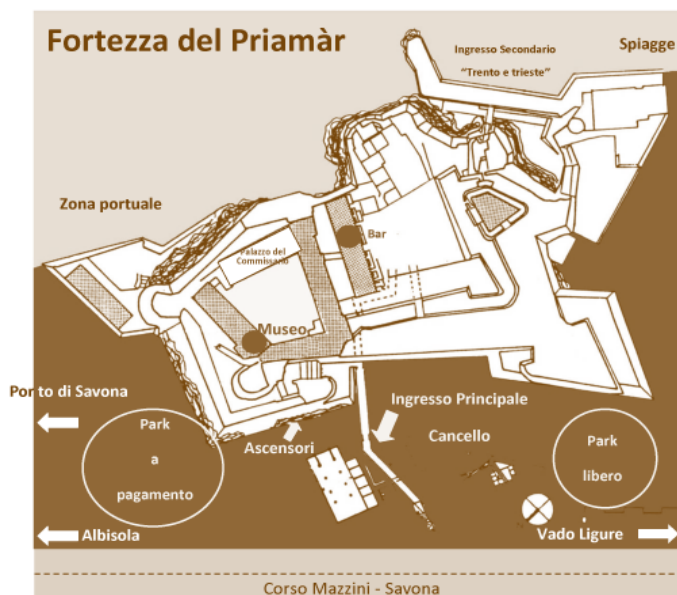 Fortezza del Priamàr
Ingresso Secondario
"Trento e trieste"
Spiagge
Zona portuale
Bar
Palazzo del
Commissario
Museo
Porto di Savona
Ingresso Principale
Cancello
Ascensori
Park
a
pagamento
Park
libero
Albisola
Vado Ligure
Corso Mazzini - Savona